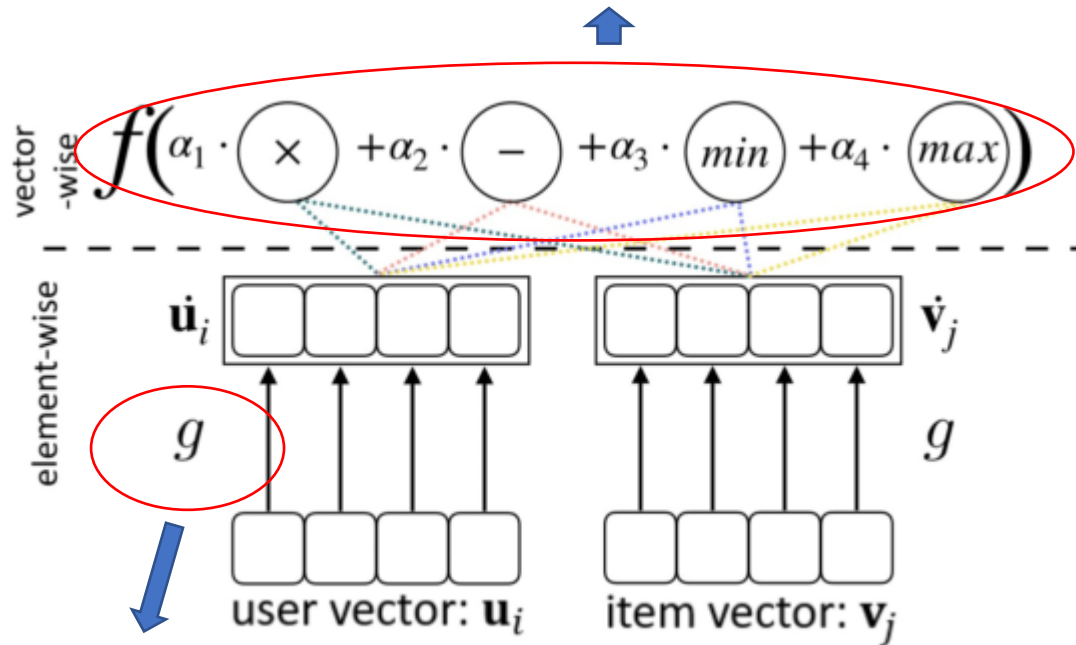 vector
-wise
f(α₁ · × +α₂ · − +α₃ · min +α₄ · max)
element-wise
u̇ᵢ
v̇ⱼ
g
g
user vector: uᵢ
item vector: vⱼ